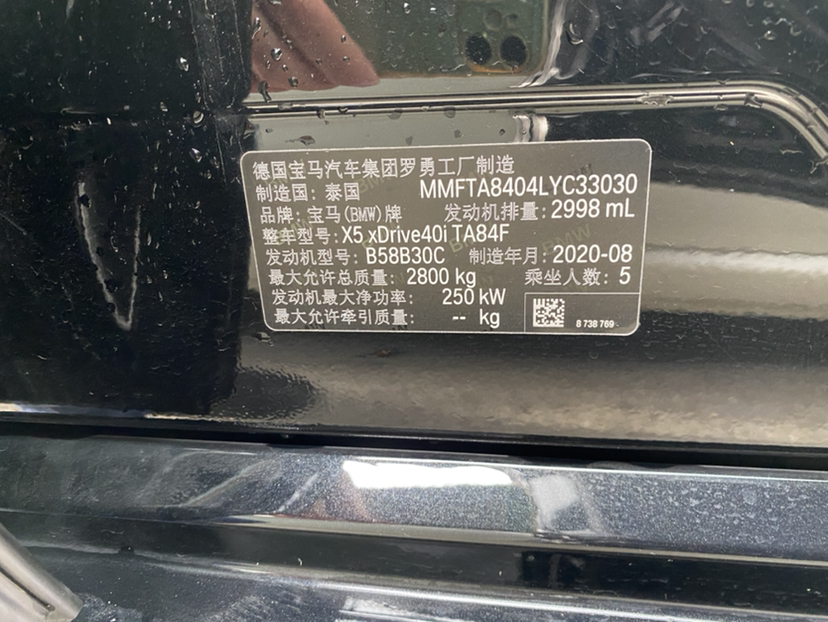 德国宝马汽车集团罗勇工厂制造
制造国: 泰国 MMFTA8404LYC33030
品牌: 宝马(BMW)牌 发动机排量: 2998 mL
整车型号: X5 xDrive40i TA84F
发动机型号: B58B30C 制造年月: 2020-08
最大允许总质量: 2800 kg 乘坐人数: 5
发动机最大净功率: 250 kW
最大允许牵引质量: -- kg
8 738 769